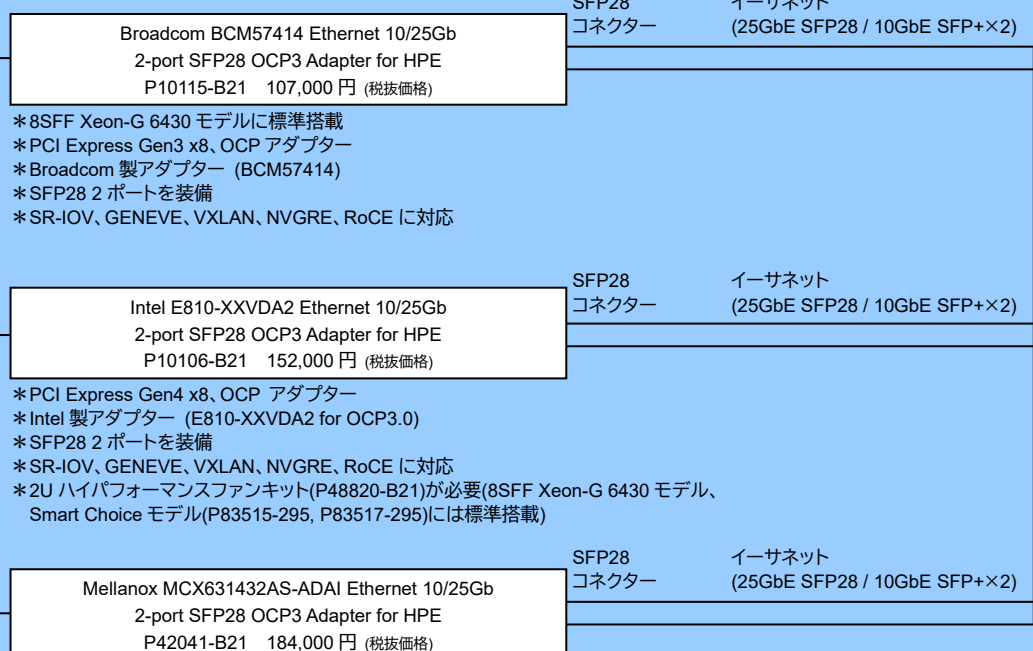 SFP28 イーサネット
コネクター (25GbE SFP28 / 10GbE SFP+×2)
Broadcom BCM57414 Ethernet 10/25Gb
2-port SFP28 OCP3 Adapter for HPE
P10115-B21 107,000 円 (税抜価格)
＊8SFF Xeon-G 6430 モデルに標準搭載
＊PCI Express Gen3 x8、OCP アダプター
＊Broadcom 製アダプター (BCM57414)
＊SFP28 2 ポートを装備
＊SR-IOV、GENEVE、VXLAN、NVGRE、RoCE に対応
SFP28 イーサネット
コネクター (25GbE SFP28 / 10GbE SFP+×2)
Intel E810-XXVDA2 Ethernet 10/25Gb
2-port SFP28 OCP3 Adapter for HPE
P10106-B21 152,000 円 (税抜価格)
＊PCI Express Gen4 x8、OCP アダプター
＊Intel 製アダプター (E810-XXVDA2 for OCP3.0)
＊SFP28 2 ポートを装備
＊SR-IOV、GENEVE、VXLAN、NVGRE、RoCE に対応
＊2U ハイパフォーマンスファンキット(P48820-B21)が必要(8SFF Xeon-G 6430 モデル、
Smart Choice モデル(P83515-295, P83517-295)には標準搭載)
SFP28 イーサネット
コネクター (25GbE SFP28 / 10GbE SFP+×2)
Mellanox MCX631432AS-ADAI Ethernet 10/25Gb
2-port SFP28 OCP3 Adapter for HPE
P42041-B21 184,000 円 (税抜価格)